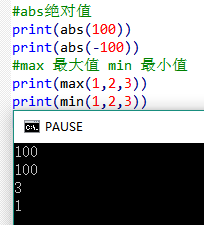 #abs绝对值
print(abs(100))
print(abs(-100))
#max 最大值 min 最小值
print(max(1,2,3))
print(min(1,2,3))
C:\. PAUSE
100
100
3
1